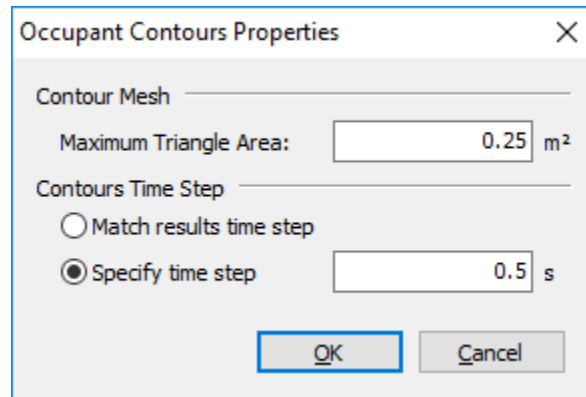 Occupant Contours Properties
Contour Mesh
Maximum Triangle Area: 0.25 m²
Contours Time Step
Match results time step
Specify time step 0.5 s
OK Cancel